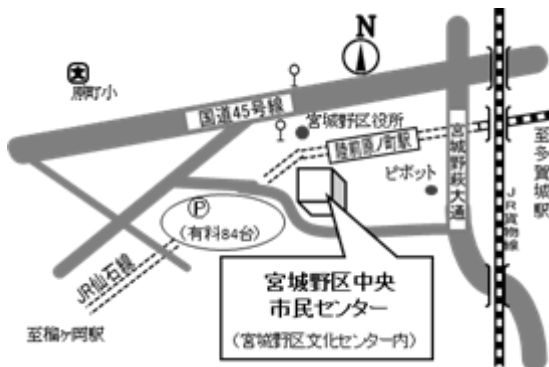 N
原町小
国道45号線
宮城野区役所
陸前原ノ町駅
宮城野萩大通
至多賀城駅
ピボット
JR貨物線
P
(有料84台)
JR仙石線
至榴ヶ岡駅
宮城野区中央
市民センター
(宮城野区文化センター内)